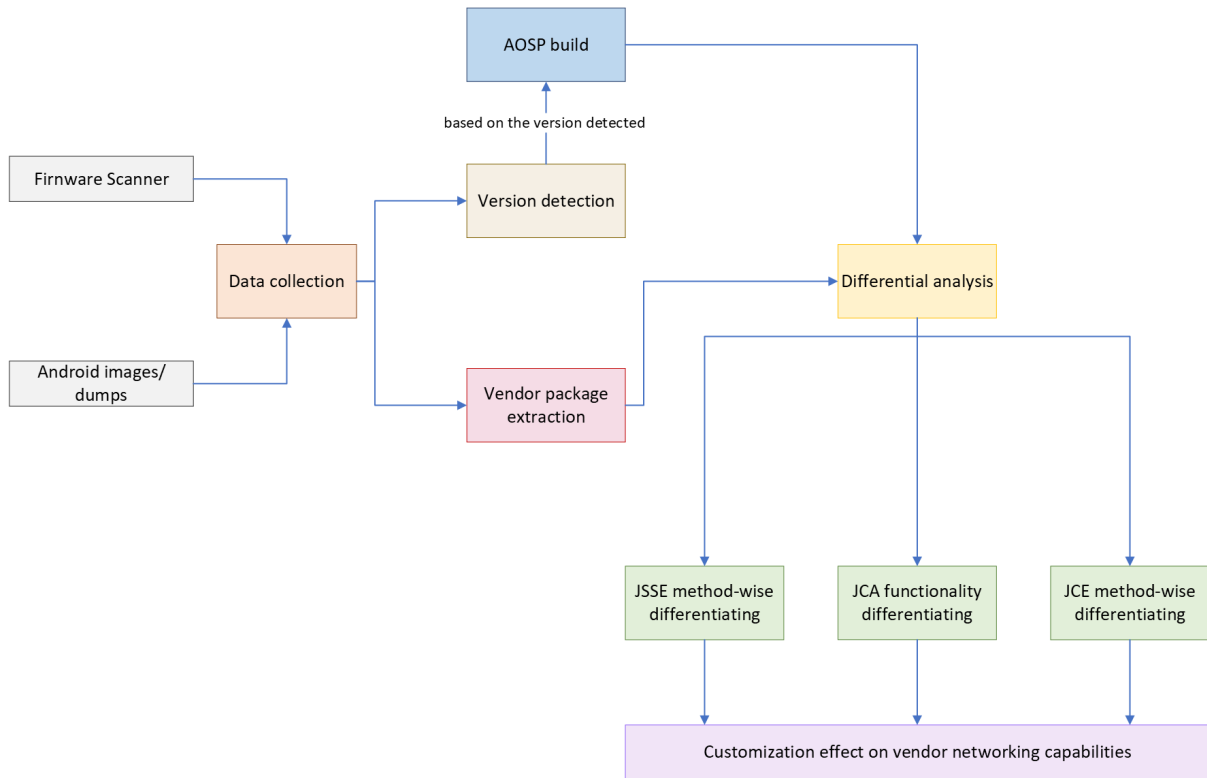 AOSP build
based on the version detected
Firnware Scanner
Version detection
Data collection
Differential analysis
Android images/
dumps
Vendor package
extraction
JSSE method-wise
differentiating
JCA functionality
differentiating
JCE method-wise
differentiating
Customization effect on vendor networking capabilities